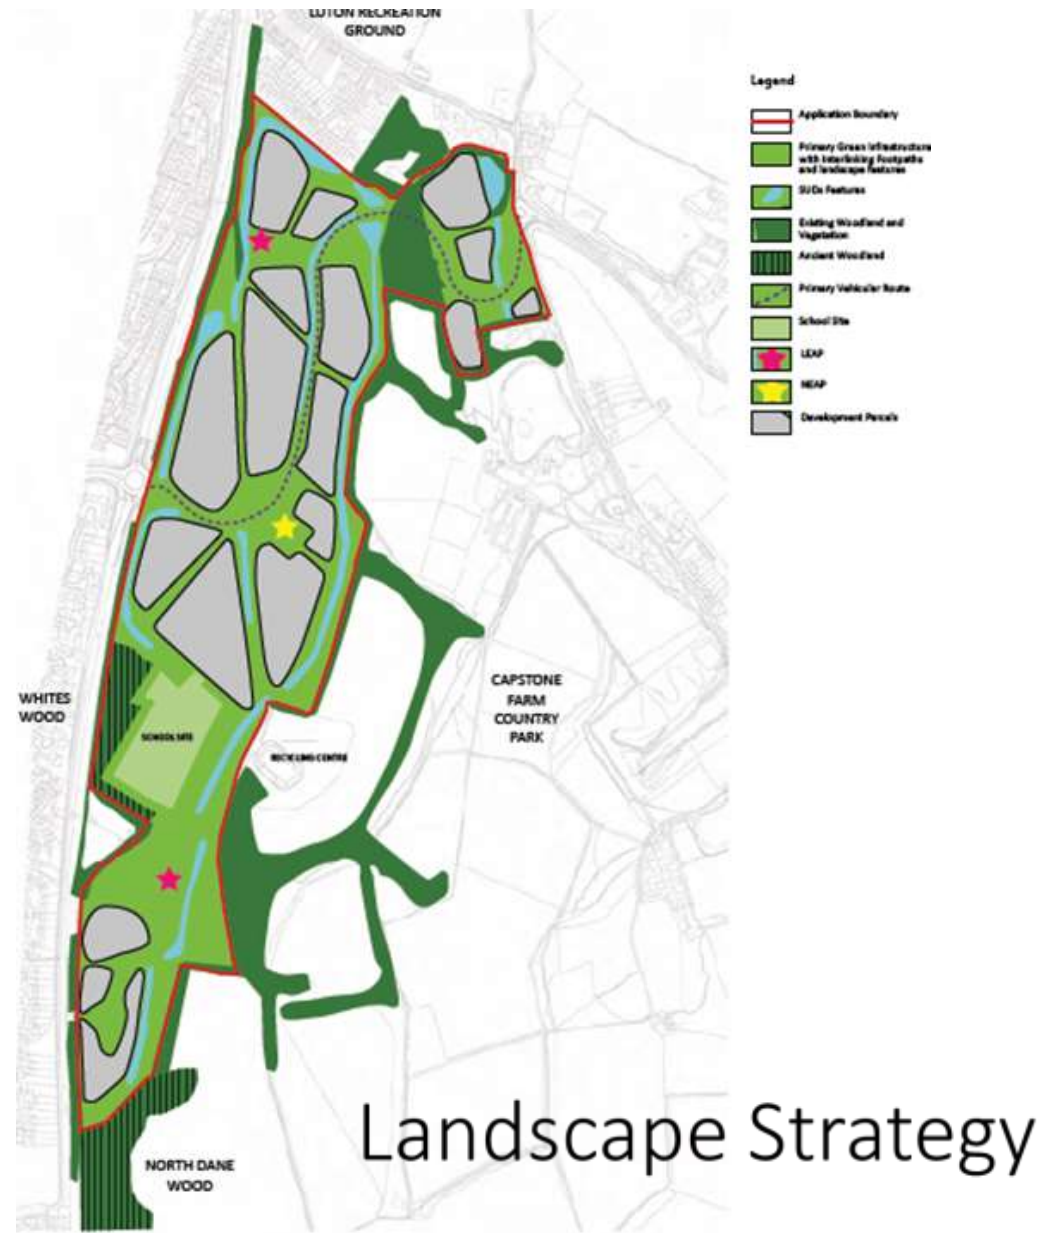 LUTON RECREATION
GROUND
Legend
Application Boundary
Primary Green Infrastructure
with Interlinking Footpaths
and landscape features
SUDs Features
Existing Woodland and
Vegetation
Ancient Woodland
Primary Vehicular Route
School Site
LEAP
NEAP
Development Parcels
WHITES
WOOD
CAPSTONE
FARM
COUNTRY
PARK
SCHOOL SITE
RECYCLING CENTRE
Landscape Strategy
NORTH DANE
WOOD